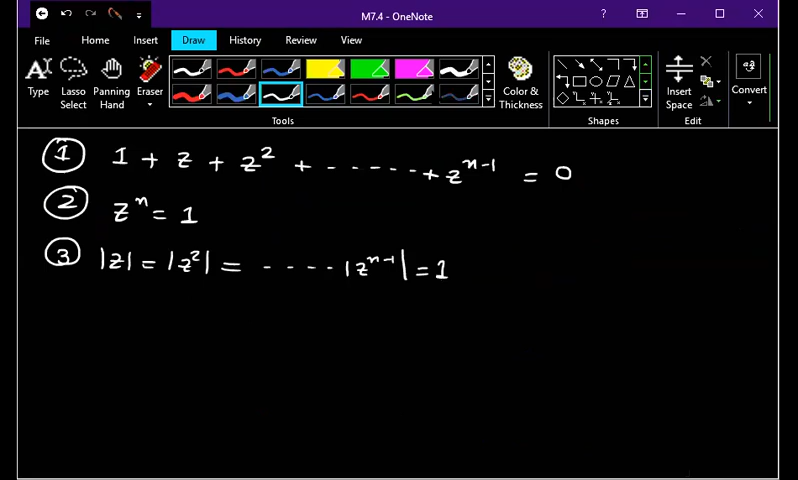 M7.4 - OneNote
?
File Home Insert Draw History Review View
Type Lasso Select Panning Hand Eraser Color & Thickness Insert Space Convert
Tools Shapes Edit
① 1 + z + z² + ------ + zⁿ⁻¹ = 0
② zⁿ = 1
③ |z| = |z²| = ----- |zⁿ⁻¹| = 1